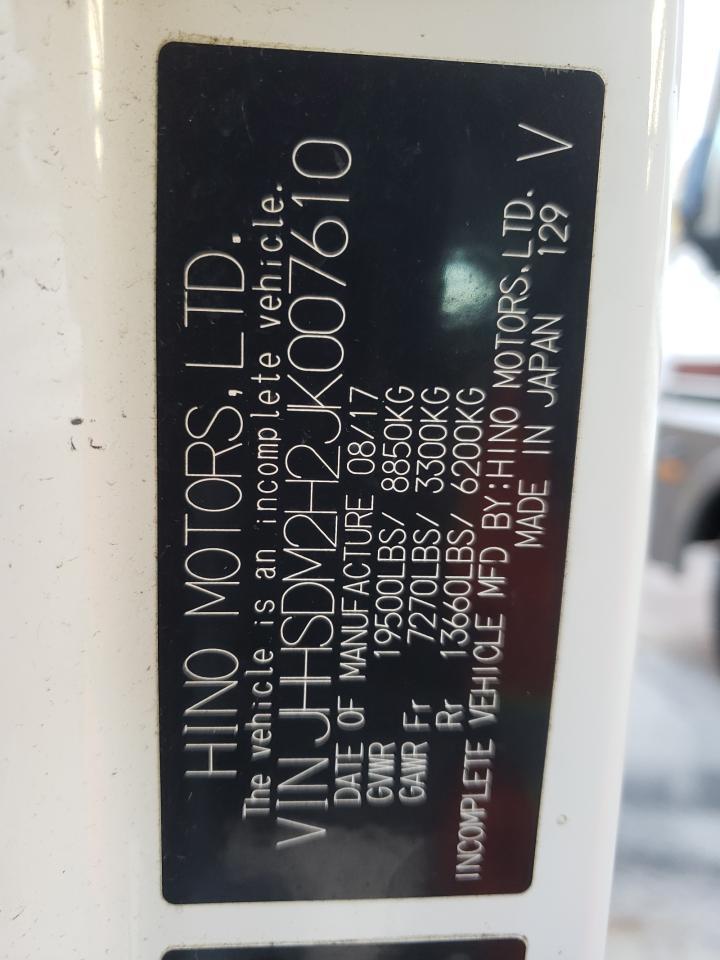 HINO MOTORS, LTD.
The vehicle is an incomplete vehicle.
VIN JHHSDM2H2JK007610
DATE OF MANUFACTURE 08/17
GVWR 19500LBS/ 8850KG
GAWR Fr 7270LBS/ 3300KG
Rr 13660LBS/ 6200KG
INCOMPLETE VEHICLE MFD BY:HINO MOTORS, LTD.
MADE IN JAPAN 129 V